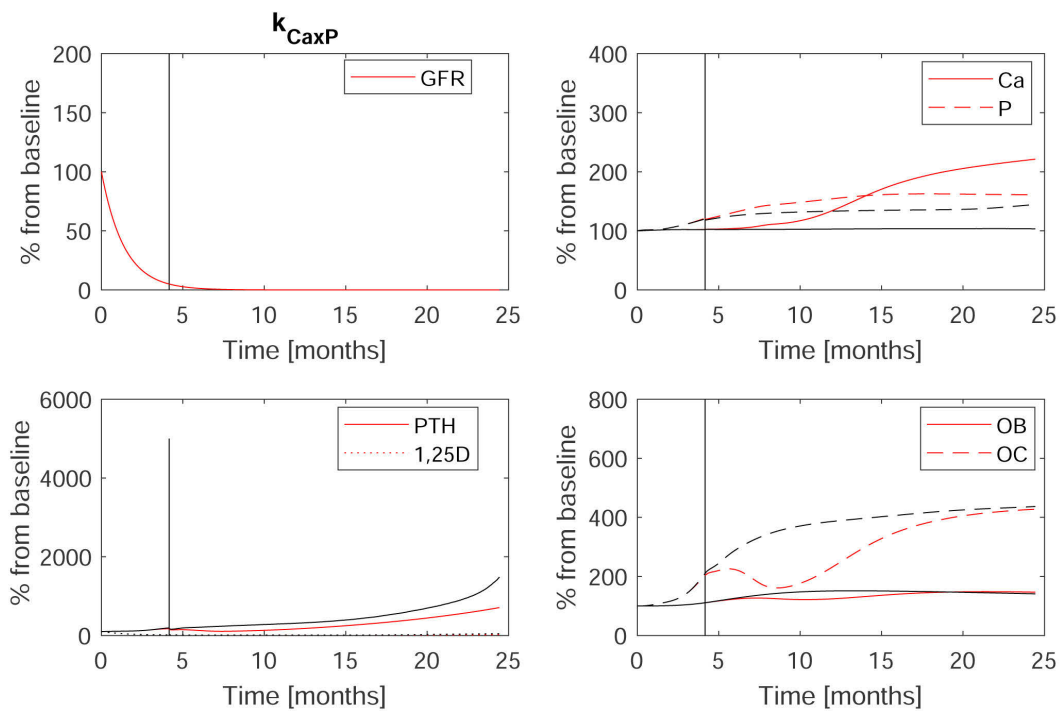 kCaxP
200
150
100
50
0
% from baseline
GFR
0 5 10 15 20 25
Time [months]
400
300
200
100
0
% from baseline
Ca
P
0 5 10 15 20 25
Time [months]
6000
4000
2000
0
% from baseline
PTH
1,25D
0 5 10 15 20 25
Time [months]
800
600
400
200
0
% from baseline
OB
OC
0 5 10 15 20 25
Time [months]